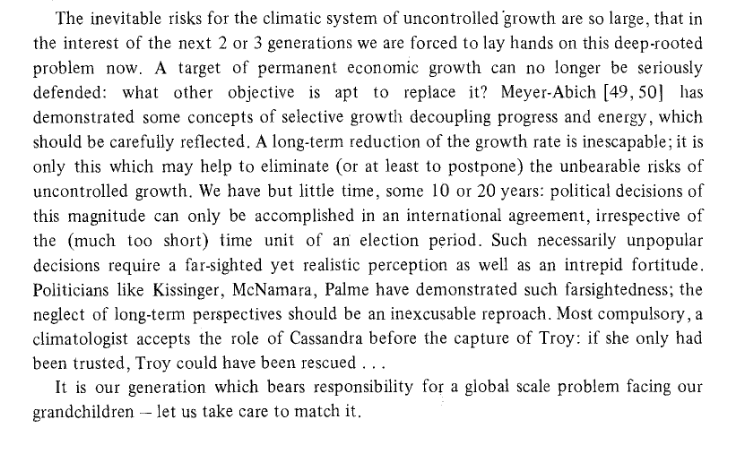 The inevitable risks for the climatic system of uncontrolled growth are so large, that in
the interest of the next 2 or 3 generations we are forced to lay hands on this deep-rooted
problem now. A target of permanent economic growth can no longer be seriously
defended: what other objective is apt to replace it? Meyer-Abich [49, 50] has
demonstrated some concepts of selective growth decoupling progress and energy, which
should be carefully reflected. A long-term reduction of the growth rate is inescapable; it is
only this which may help to eliminate (or at least to postpone) the unbearable risks of
uncontrolled growth. We have but little time, some 10 or 20 years: political decisions of
this magnitude can only be accomplished in an international agreement, irrespective of
the (much too short) time unit of an election period. Such necessarily unpopular
decisions require a far-sighted yet realistic perception as well as an intrepid fortitude.
Politicians like Kissinger, McNamara, Palme have demonstrated such farsightedness; the
neglect of long-term perspectives should be an inexcusable reproach. Most compulsory, a
climatologist accepts the role of Cassandra before the capture of Troy: if she only had
been trusted, Troy could have been rescued . . .
It is our generation which bears responsibility for a global scale problem facing our
grandchildren – let us take care to match it.